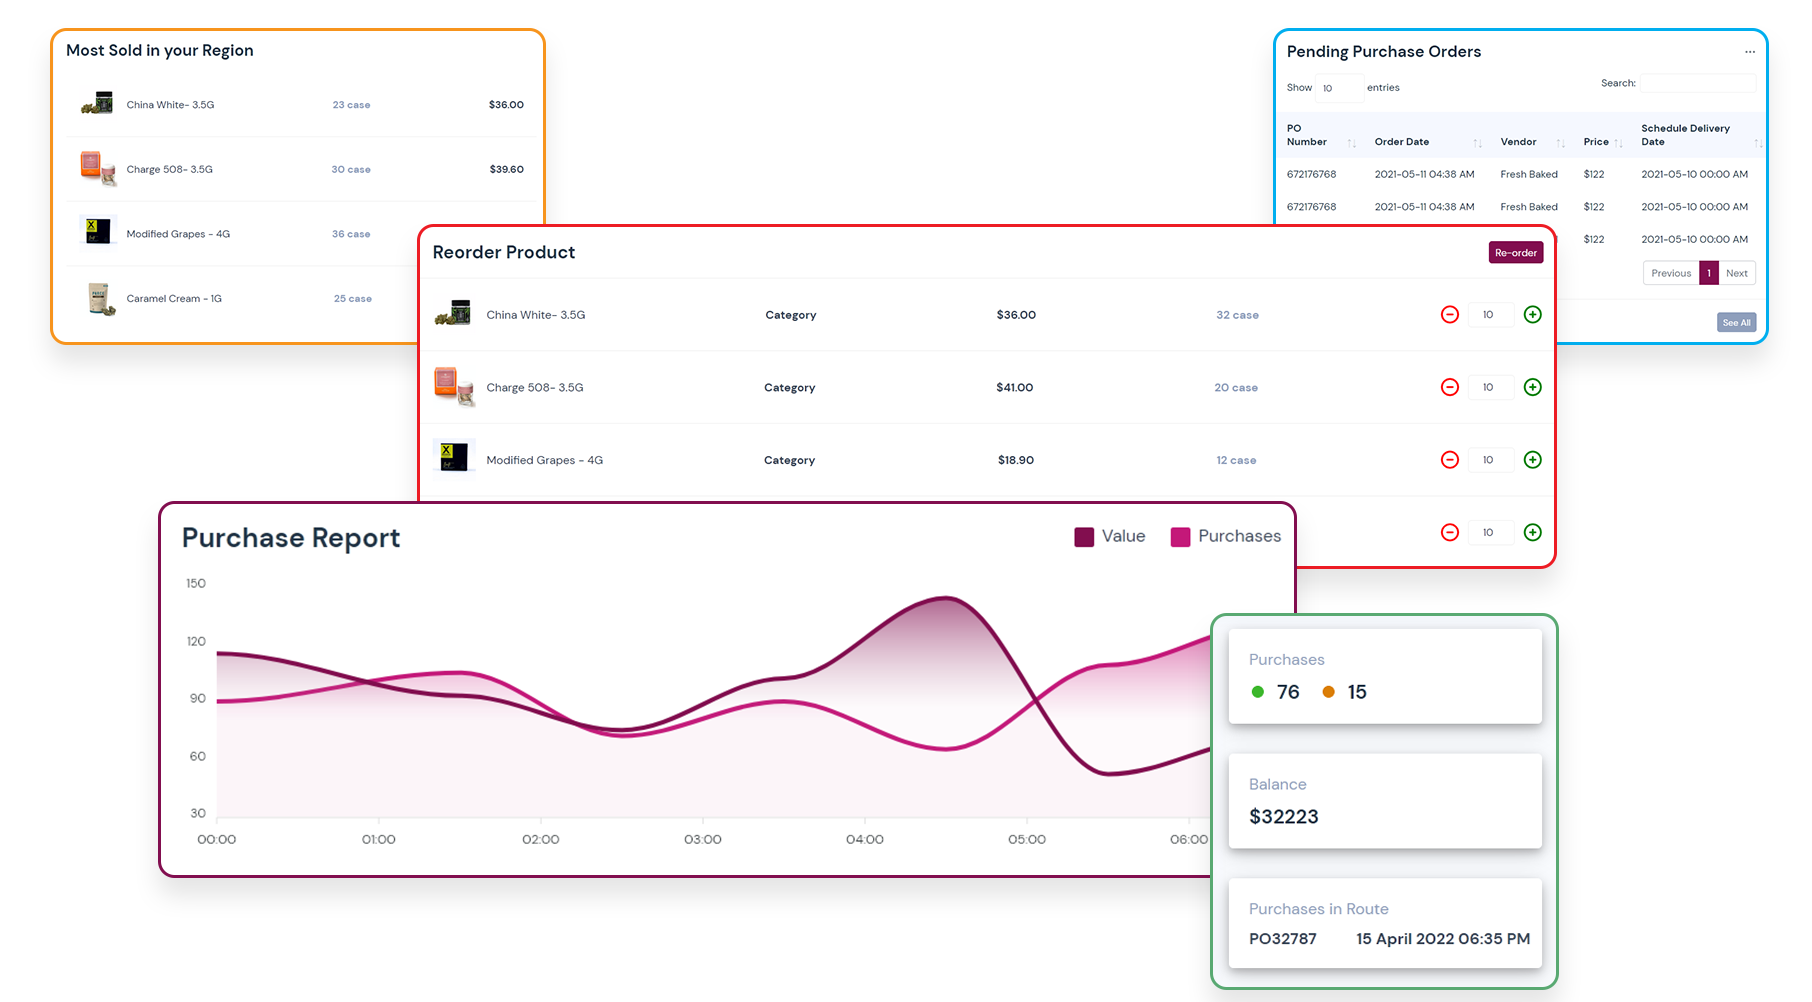 Most Sold in your Region
China White- 3.5G 23 case $36.00
Charge 508- 3.5G 30 case $39.60
Modified Grapes - 4G 36 case
Caramel Cream - 1G 25 case
Pending Purchase Orders ...
Show 10 entries Search:
PO Number Order Date Vendor Price Schedule Delivery Date
672176768 2021-05-11 04:38 AM Fresh Baked $122 2021-05-10 00:00 AM
672176768 2021-05-11 04:38 AM Fresh Baked $122 2021-05-10 00:00 AM
$122 2021-05-10 00:00 AM
Previous 1 Next
See All
Reorder Product Re-order
China White- 3.5G Category $36.00 32 case 10
Charge 508- 3.5G Category $41.00 20 case 10
Modified Grapes - 4G Category $18.90 12 case 10
10
Purchase Report Value Purchases
150
120
90
60
30
00:00 01:00 02:00 03:00 04:00 05:00 06:00
Purchases
76 15
Balance
$32223
Purchases in Route
PO32787 15 April 2022 06:35 PM